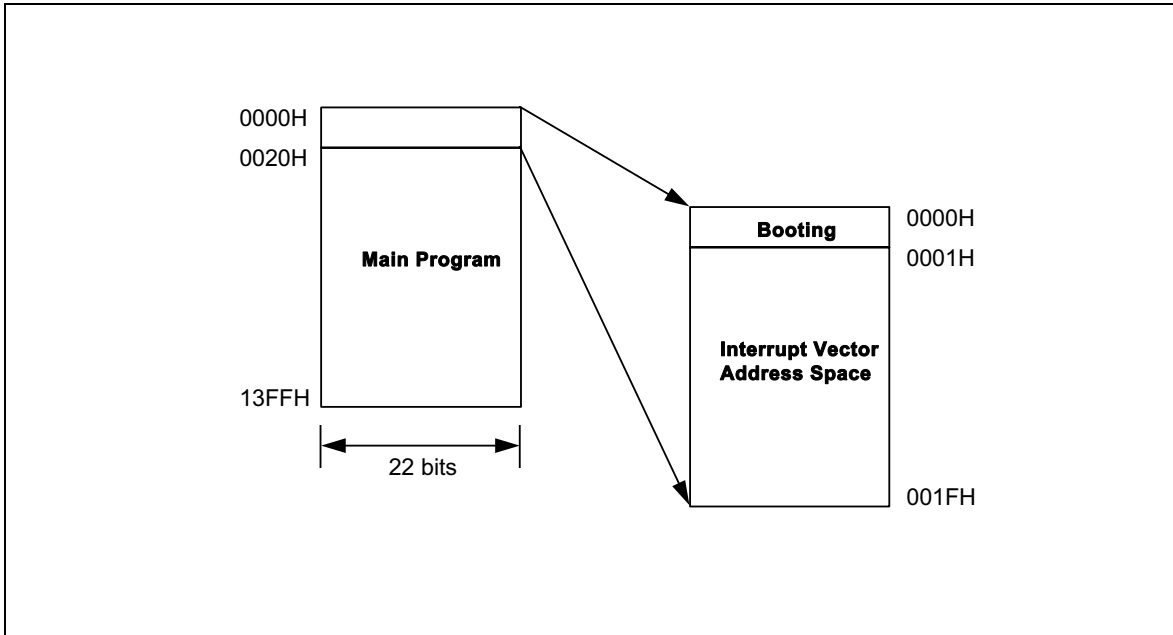 0000H
0020H
Main Program
13FFH
22 bits
Booting
0000H
0001H
Interrupt Vector
Address Space
001FH